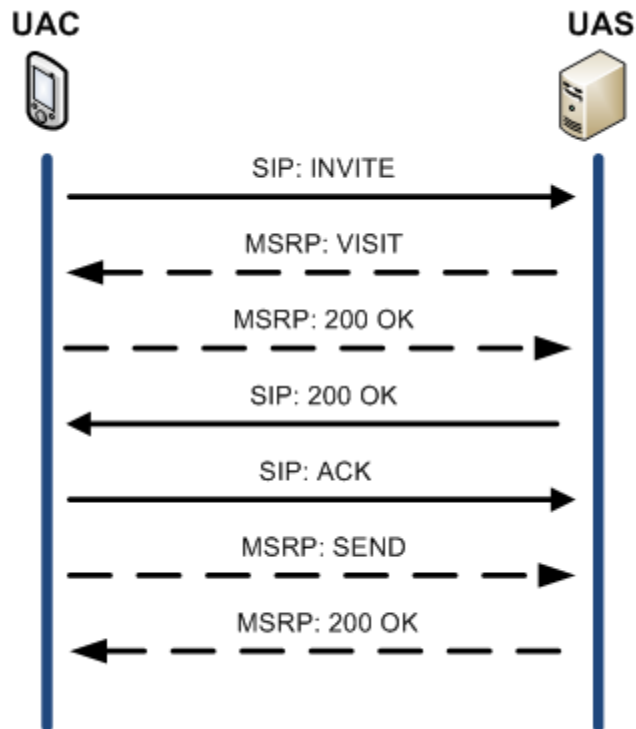 UAC
UAS
SIP: INVITE
MSRP: VISIT
MSRP: 200 OK
SIP: 200 OK
SIP: ACK
MSRP: SEND
MSRP: 200 OK